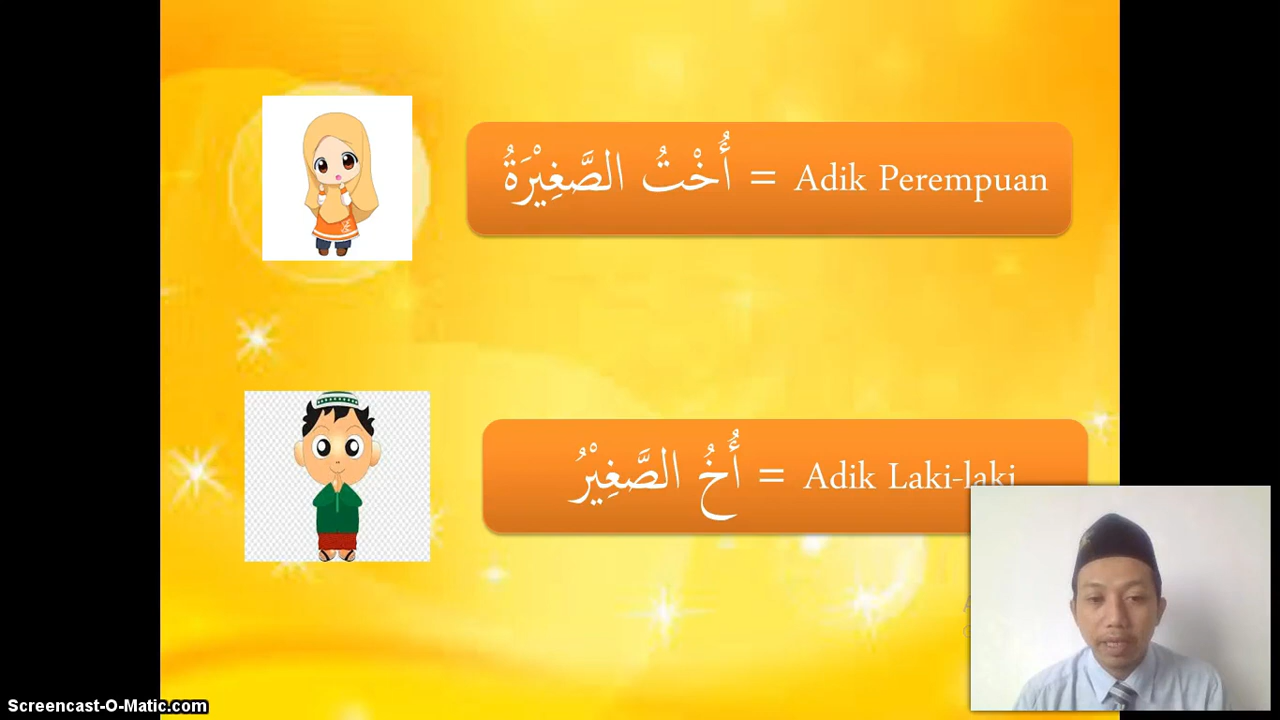 أُخْتُ الصَّغِيْرَةُ = Adik Perempuan
أُخُ الصَّغِيْرُ = Adik Laki-laki
Screencast-O-Matic.com